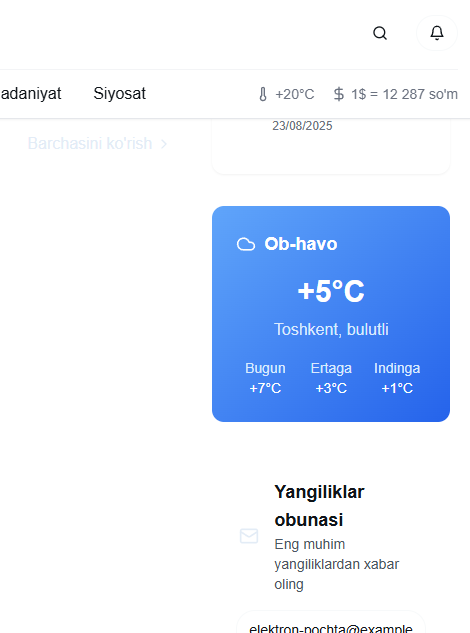 adaniyat Siyosat +20°C 1$ = 12 287 so'm
Barchasini ko'rish
23/08/2025
Ob-havo
+5°C
Toshkent, bulutli
Bugun Ertaga Indinga
+7°C +3°C +1°C
Yangiliklar
obunasi
Eng muhim
yangiliklardan xabar
oling
elektron-pochta@example